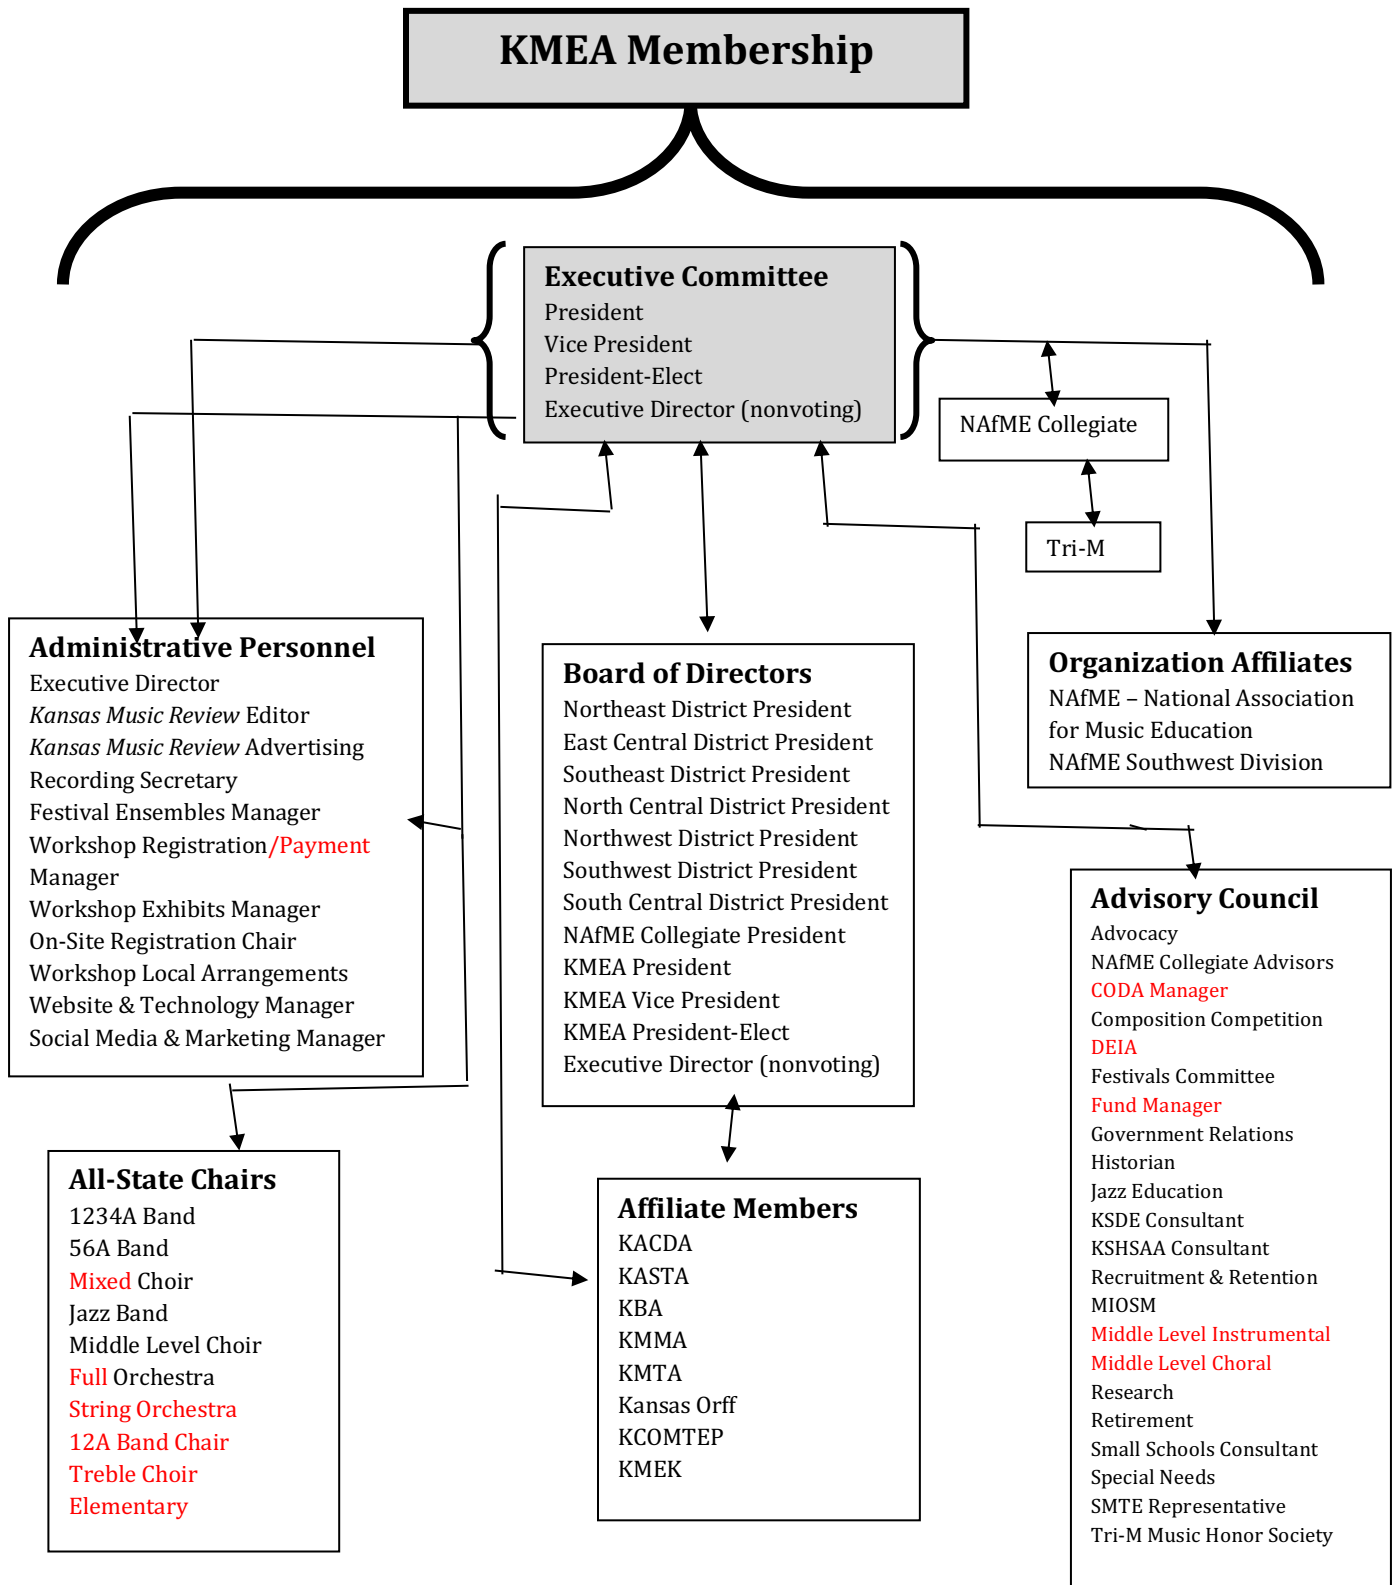 KMEA Membership
Executive Committee
President
Vice President
President-Elect
Executive Director (nonvoting)
NAfME Collegiate
Tri-M
Administrative Personnel
Executive Director
Kansas Music Review Editor
Kansas Music Review Advertising
Recording Secretary
Festival Ensembles Manager
Workshop Registration/Payment
Manager
Workshop Exhibits Manager
On-Site Registration Chair
Workshop Local Arrangements
Website & Technology Manager
Social Media & Marketing Manager
Board of Directors
Northeast District President
East Central District President
Southeast District President
North Central District President
Northwest District President
Southwest District President
South Central District President
NAfME Collegiate President
KMEA President
KMEA Vice President
KMEA President-Elect
Executive Director (nonvoting)
Organization Affiliates
NAfME – National Association
for Music Education
NAfME Southwest Division
Advisory Council
Advocacy
NAfME Collegiate Advisors
CODA Manager
Composition Competition
DEIA
Festivals Committee
Fund Manager
Government Relations
Historian
Jazz Education
KSDE Consultant
KSHSAA Consultant
Recruitment & Retention
MIOSM
Middle Level Instrumental
Middle Level Choral
Research
Retirement
Small Schools Consultant
Special Needs
SMTE Representative
Tri-M Music Honor Society
All-State Chairs
1234A Band
56A Band
Mixed Choir
Jazz Band
Middle Level Choir
Full Orchestra
String Orchestra
12A Band Chair
Treble Choir
Elementary
Affiliate Members
KACDA
KASTA
KBA
KMMA
KMTA
Kansas Orff
KCOMTEP
KMEK